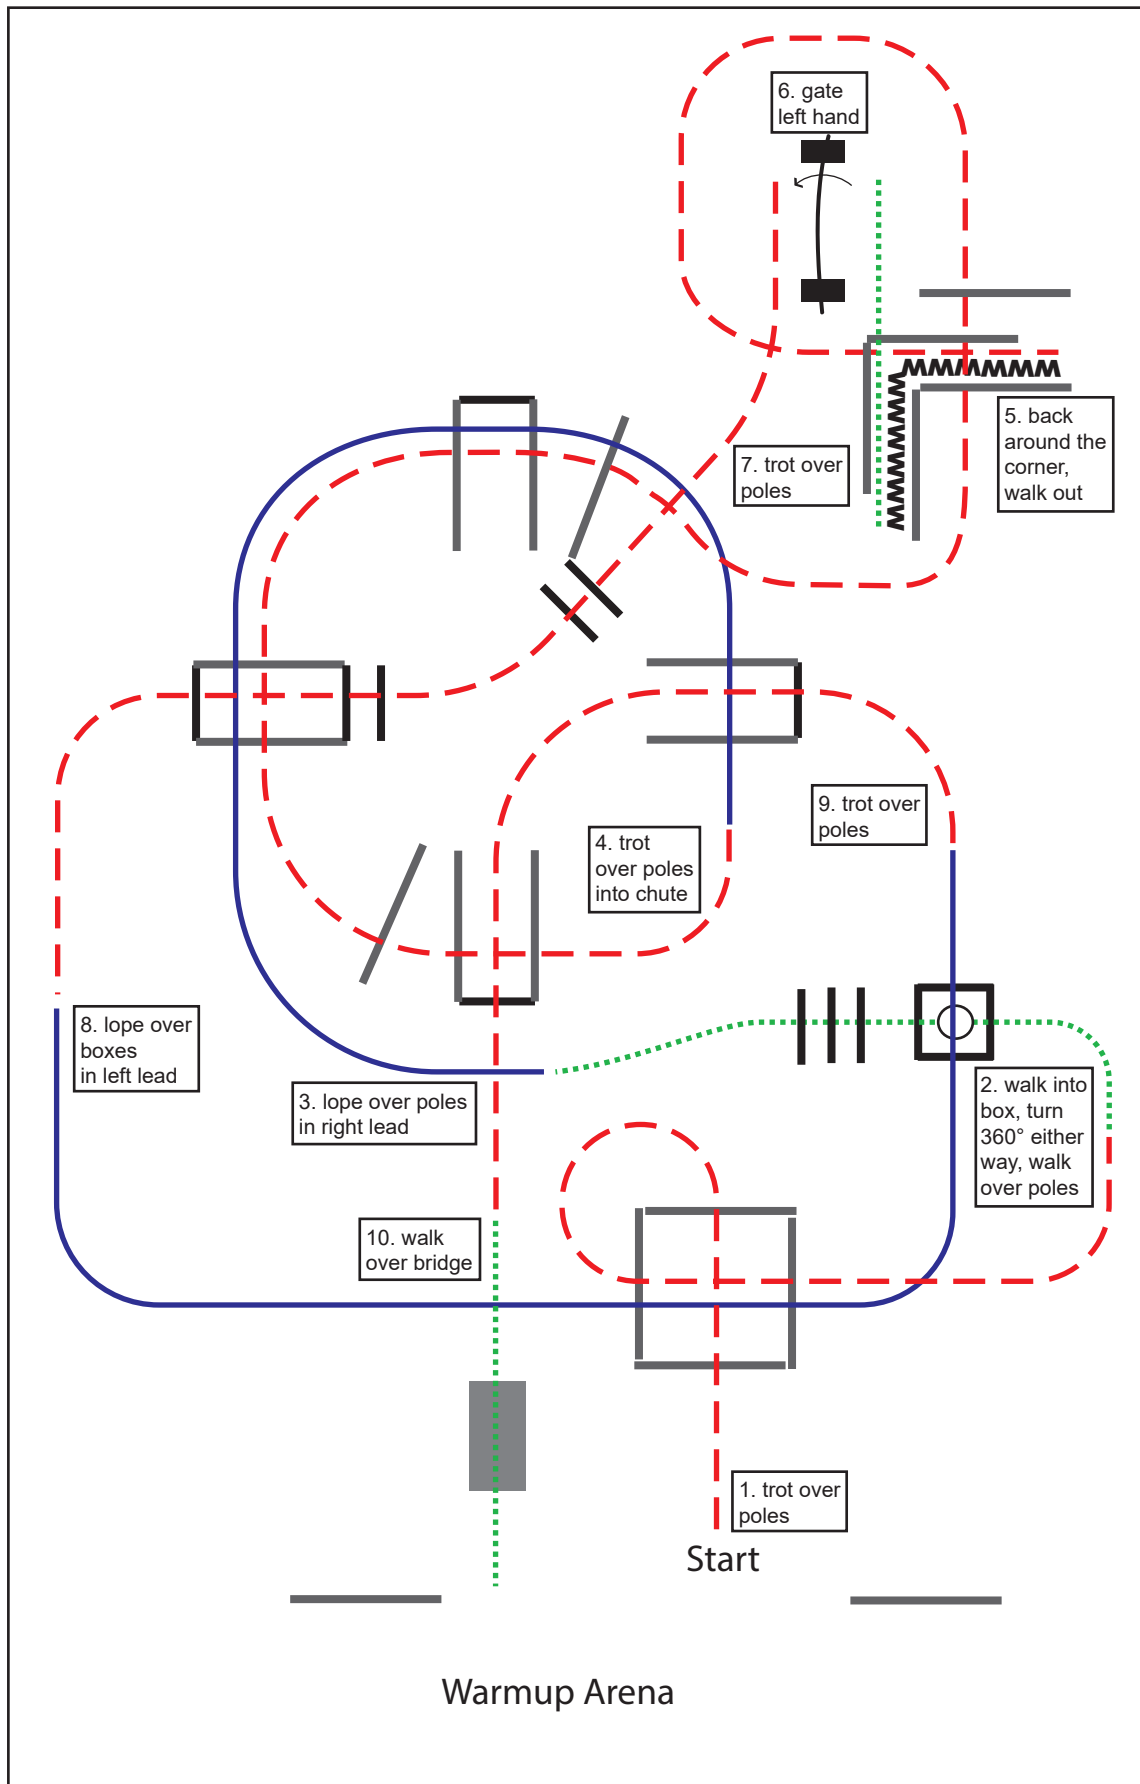 6. gate
left hand
5. back
around the
corner,
walk out
7. trot over
poles
9. trot over
poles
4. trot
over poles
into chute
8. lope over
boxes
in left lead
3. lope over poles
in right lead
2. walk into
box, turn
360° either
way, walk
over poles
10. walk
over bridge
1. trot over
poles
Start
Warmup Arena